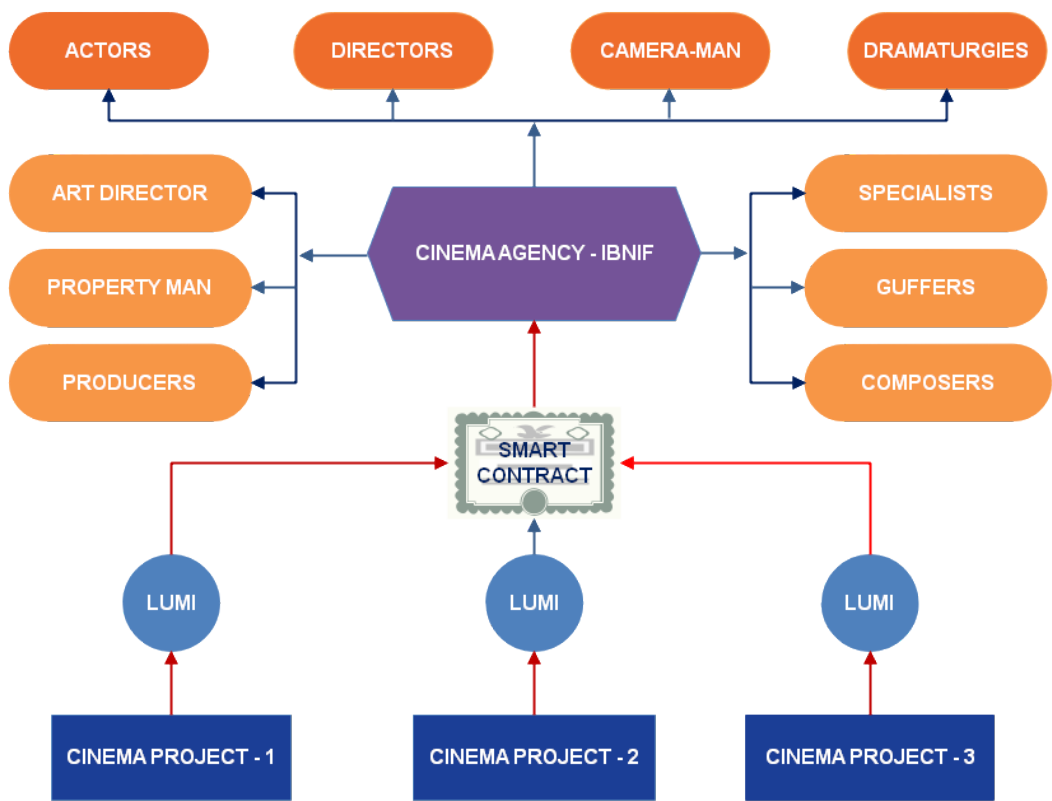 ACTORS
DIRECTORS
CAMERA-MAN
DRAMATURGIES
ART DIRECTOR
CINEMA AGENCY - IBNIF
SPECIALISTS
PROPERTY MAN
GUFFERS
PRODUCERS
COMPOSERS
SMART
CONTRACT
LUMI
LUMI
LUMI
CINEMA PROJECT - 1
CINEMA PROJECT - 2
CINEMA PROJECT - 3